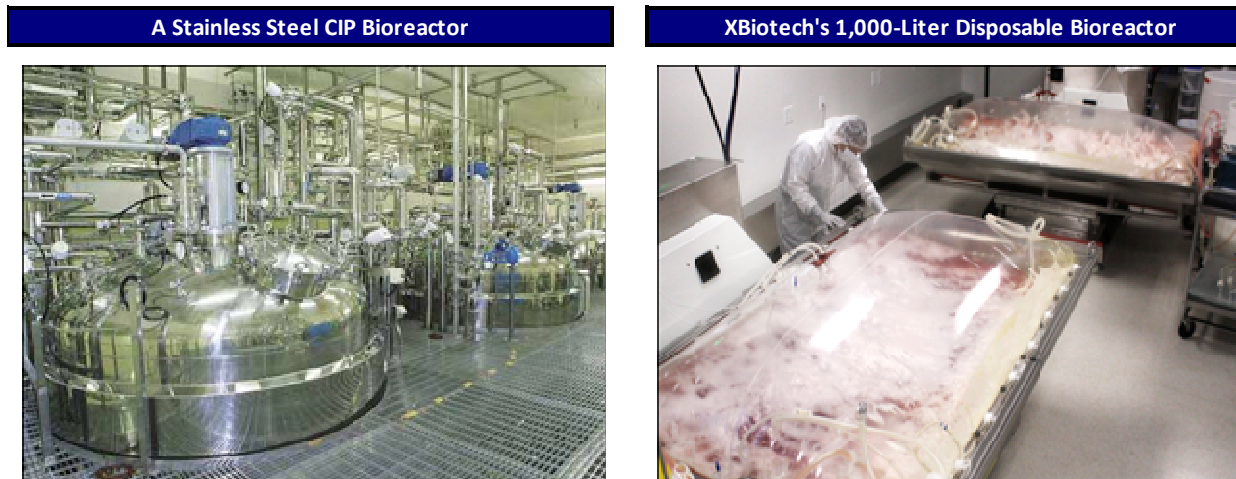 A Stainless Steel CIP Bioreactor
XBiotech's 1,000-Liter Disposable Bioreactor